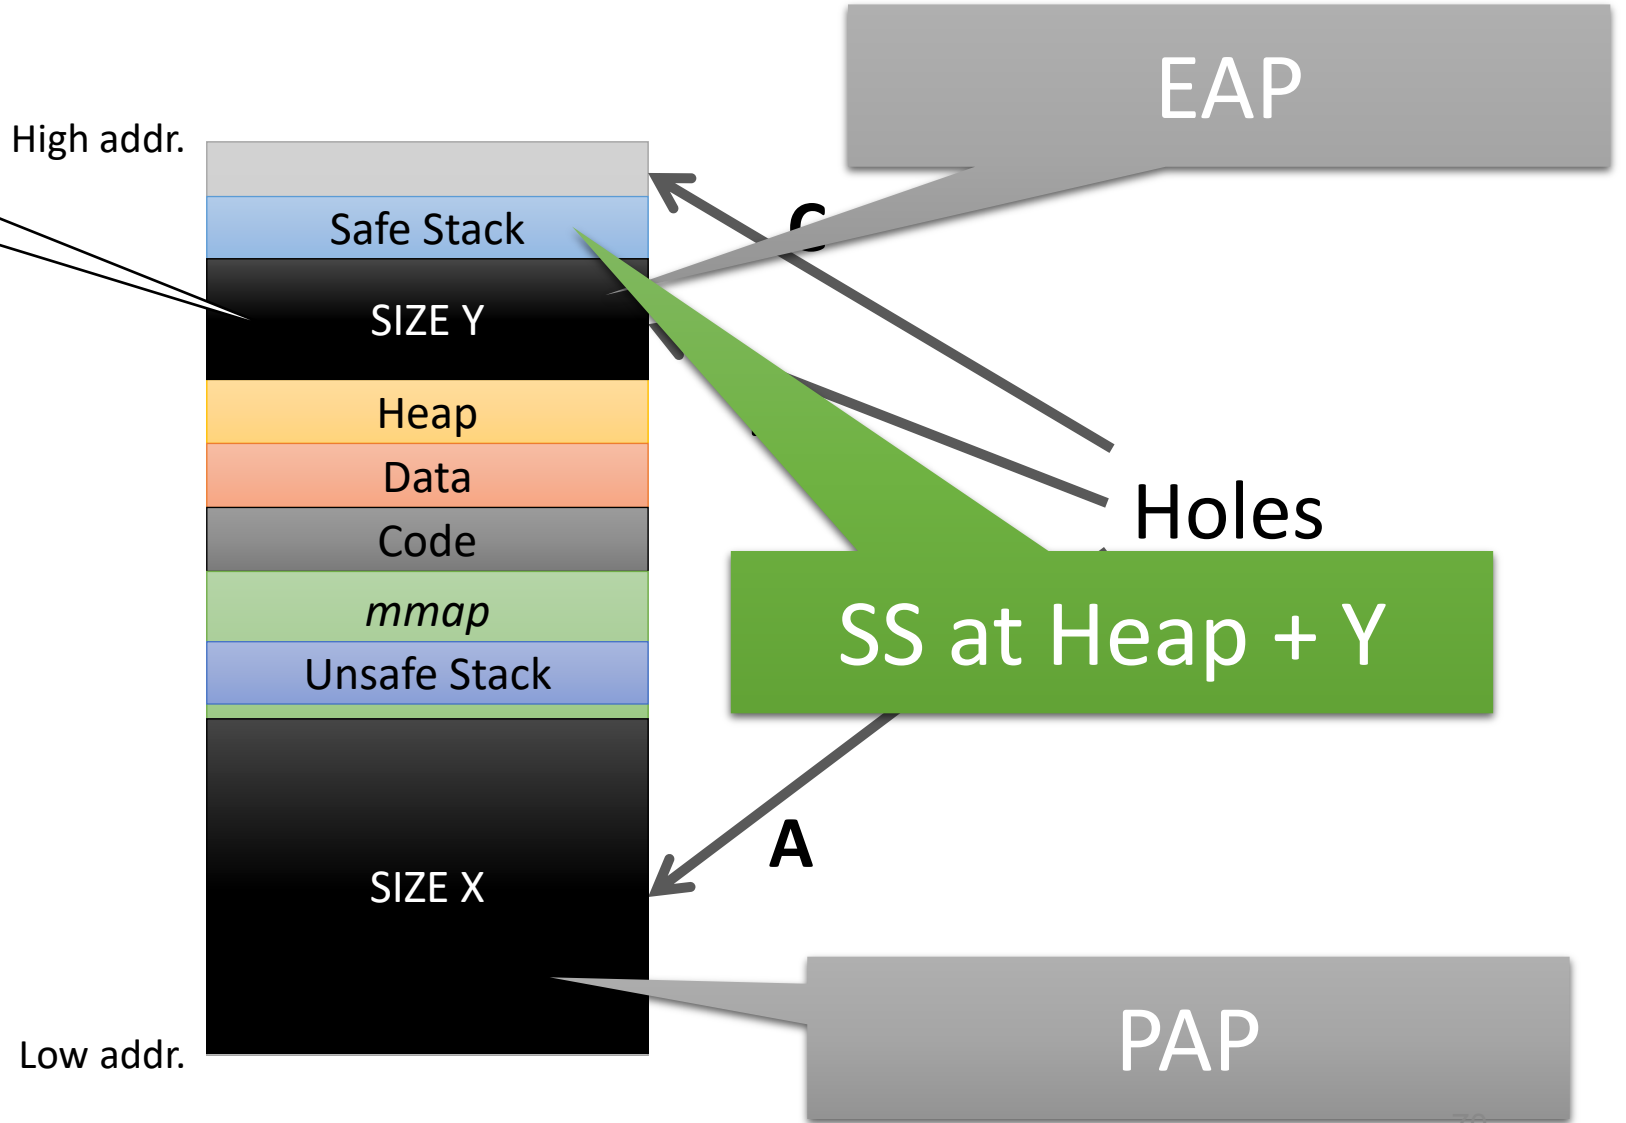 EAP
High addr.
C
Safe Stack
SIZE Y
Heap
Data
Code
Holes
mmap
SS at Heap + Y
Unsafe Stack
A
SIZE X
PAP
Low addr.